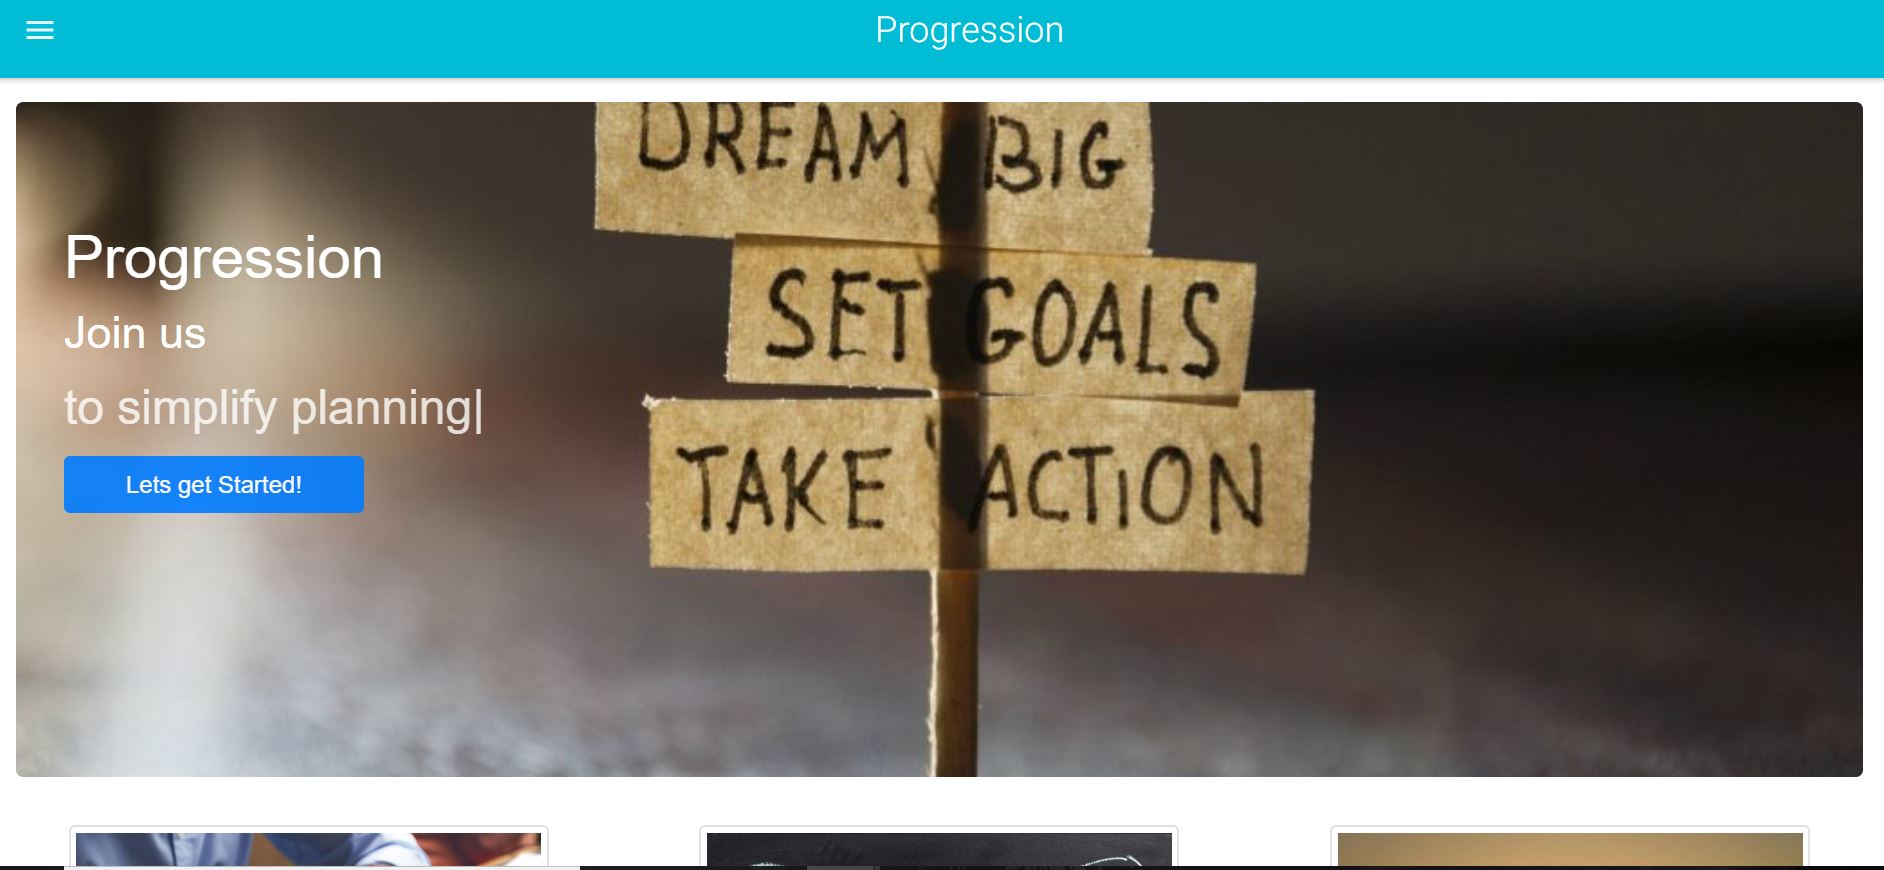 Progression
DREAM BIG
SET GOALS
TAKE ACTION
Progression
Join us
to simplify planning|
Lets get Started!